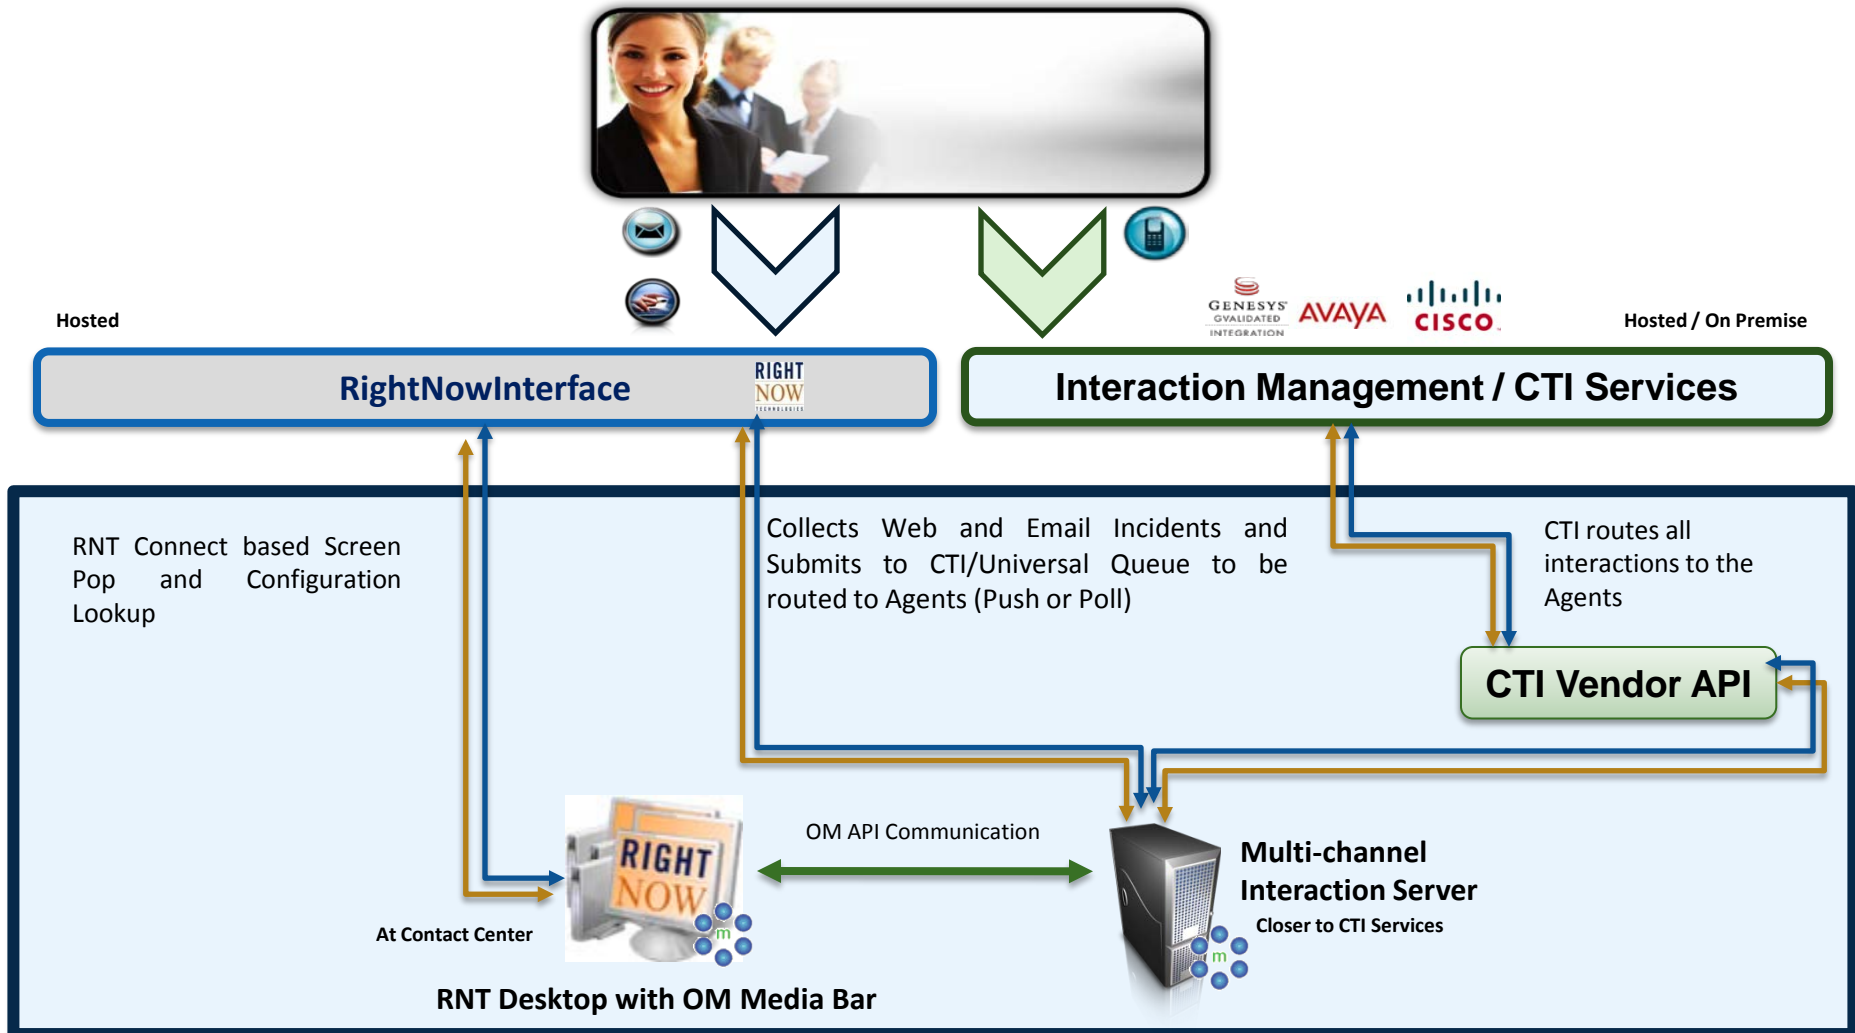 GENESYS
GVALIDATED
INTEGRATION
AVAYA
CISCO
Hosted
Hosted / On Premise
RightNowInterface
RIGHT
NOW
TECHNOLOGIES
Interaction Management / CTI Services
RNT Connect based Screen
Pop and Configuration
Lookup
Collects Web and Email Incidents and
Submits to CTI/Universal Queue to be
routed to Agents (Push or Poll)
CTI routes all
interactions to the
Agents
CTI Vendor API
OM API Communication
RIGHT
NOW
m
At Contact Center
RNT Desktop with OM Media Bar
Multi-channel
Interaction Server
Closer to CTI Services
m